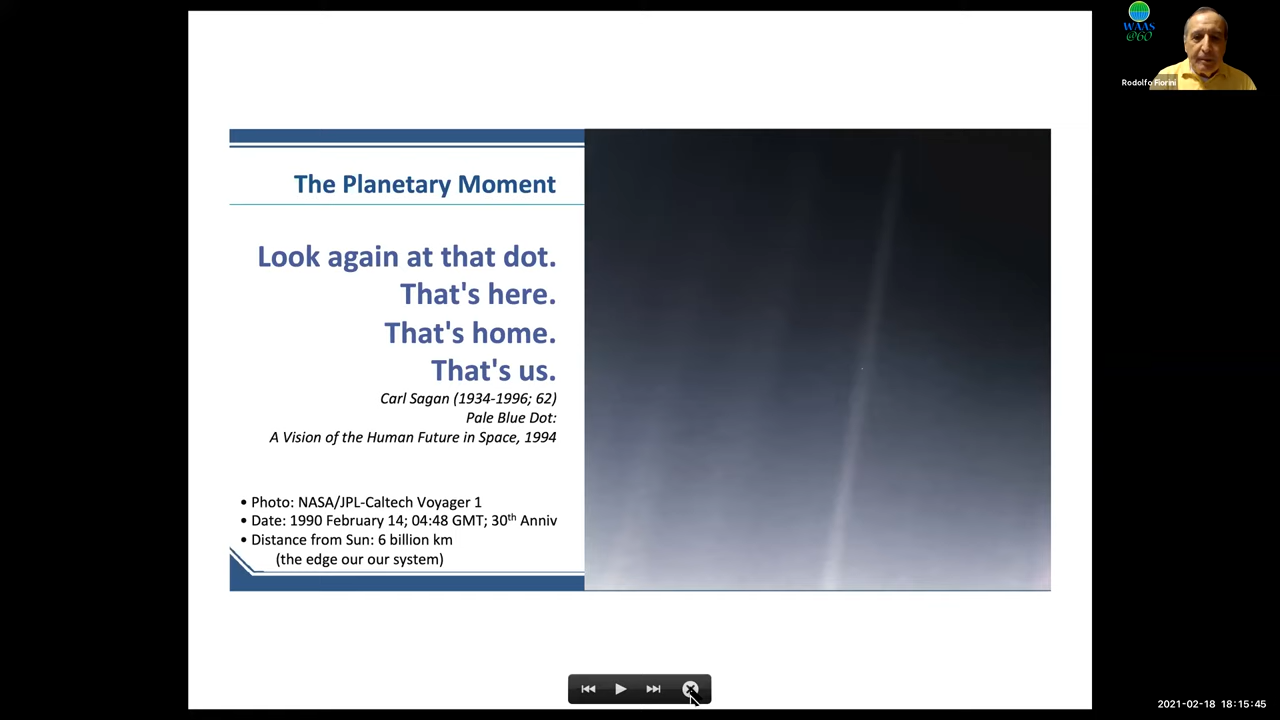 WAAS
@60
Rodolfo Fiorini
The Planetary Moment
Look again at that dot.
That's here.
That's home.
That's us.
Carl Sagan (1934-1996; 62)
Pale Blue Dot:
A Vision of the Human Future in Space, 1994
• Photo: NASA/JPL-Caltech Voyager 1
• Date: 1990 February 14; 04:48 GMT; 30th Anniv
• Distance from Sun: 6 billion km
(the edge our our system)
2021-02-18 18:15:45